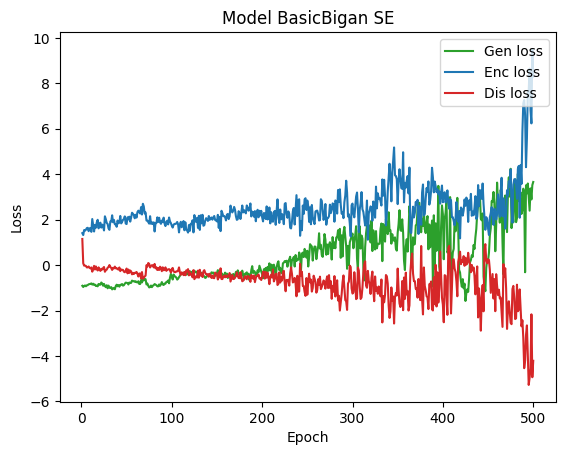 Model BasicBigan SE
10
8
6
4
2
0
−2
−4
−6
Loss
Gen loss
Enc loss
Dis loss
0 100 200 300 400 500
Epoch